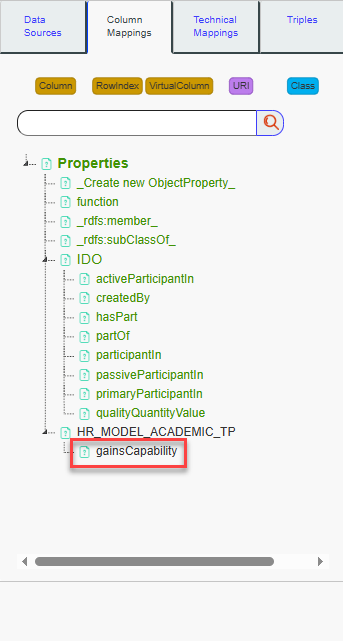 Data Sources
Column Mappings
Technical Mappings
Triples
Column RowIndex VirtualColumn URI Class
Properties
_Create new ObjectProperty_
function
_rdfs:member_
_rdfs:subClassOf_
IDO
activeParticipantIn
createdBy
hasPart
partOf
participantIn
passiveParticipantIn
primaryParticipantIn
qualityQuantityValue
HR_MODEL_ACADEMIC_TP
gainsCapability